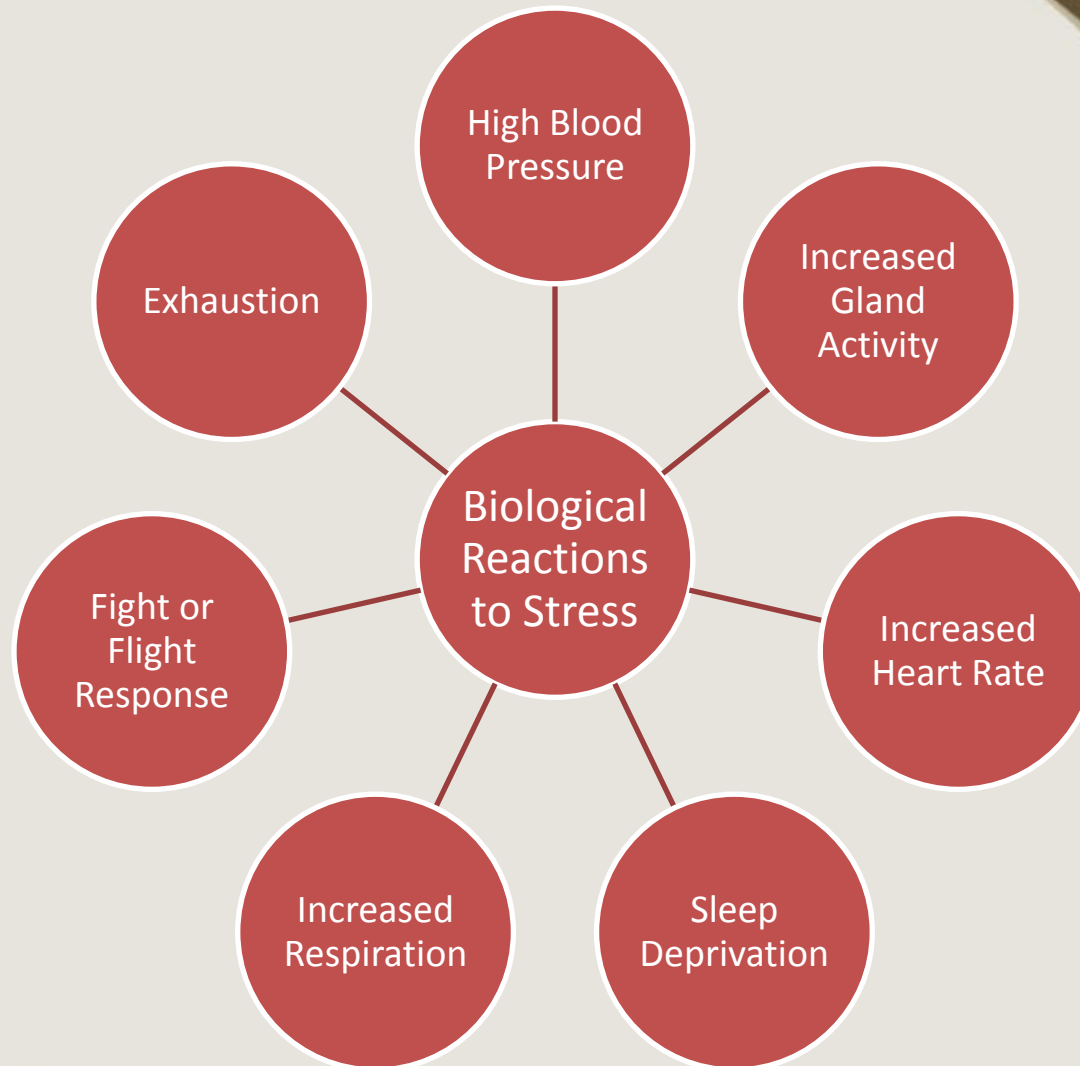 High Blood
Pressure
Increased
Gland
Activity
Exhaustion
Biological
Reactions
to Stress
Fight or
Flight
Response
Increased
Heart Rate
Increased
Respiration
Sleep
Deprivation